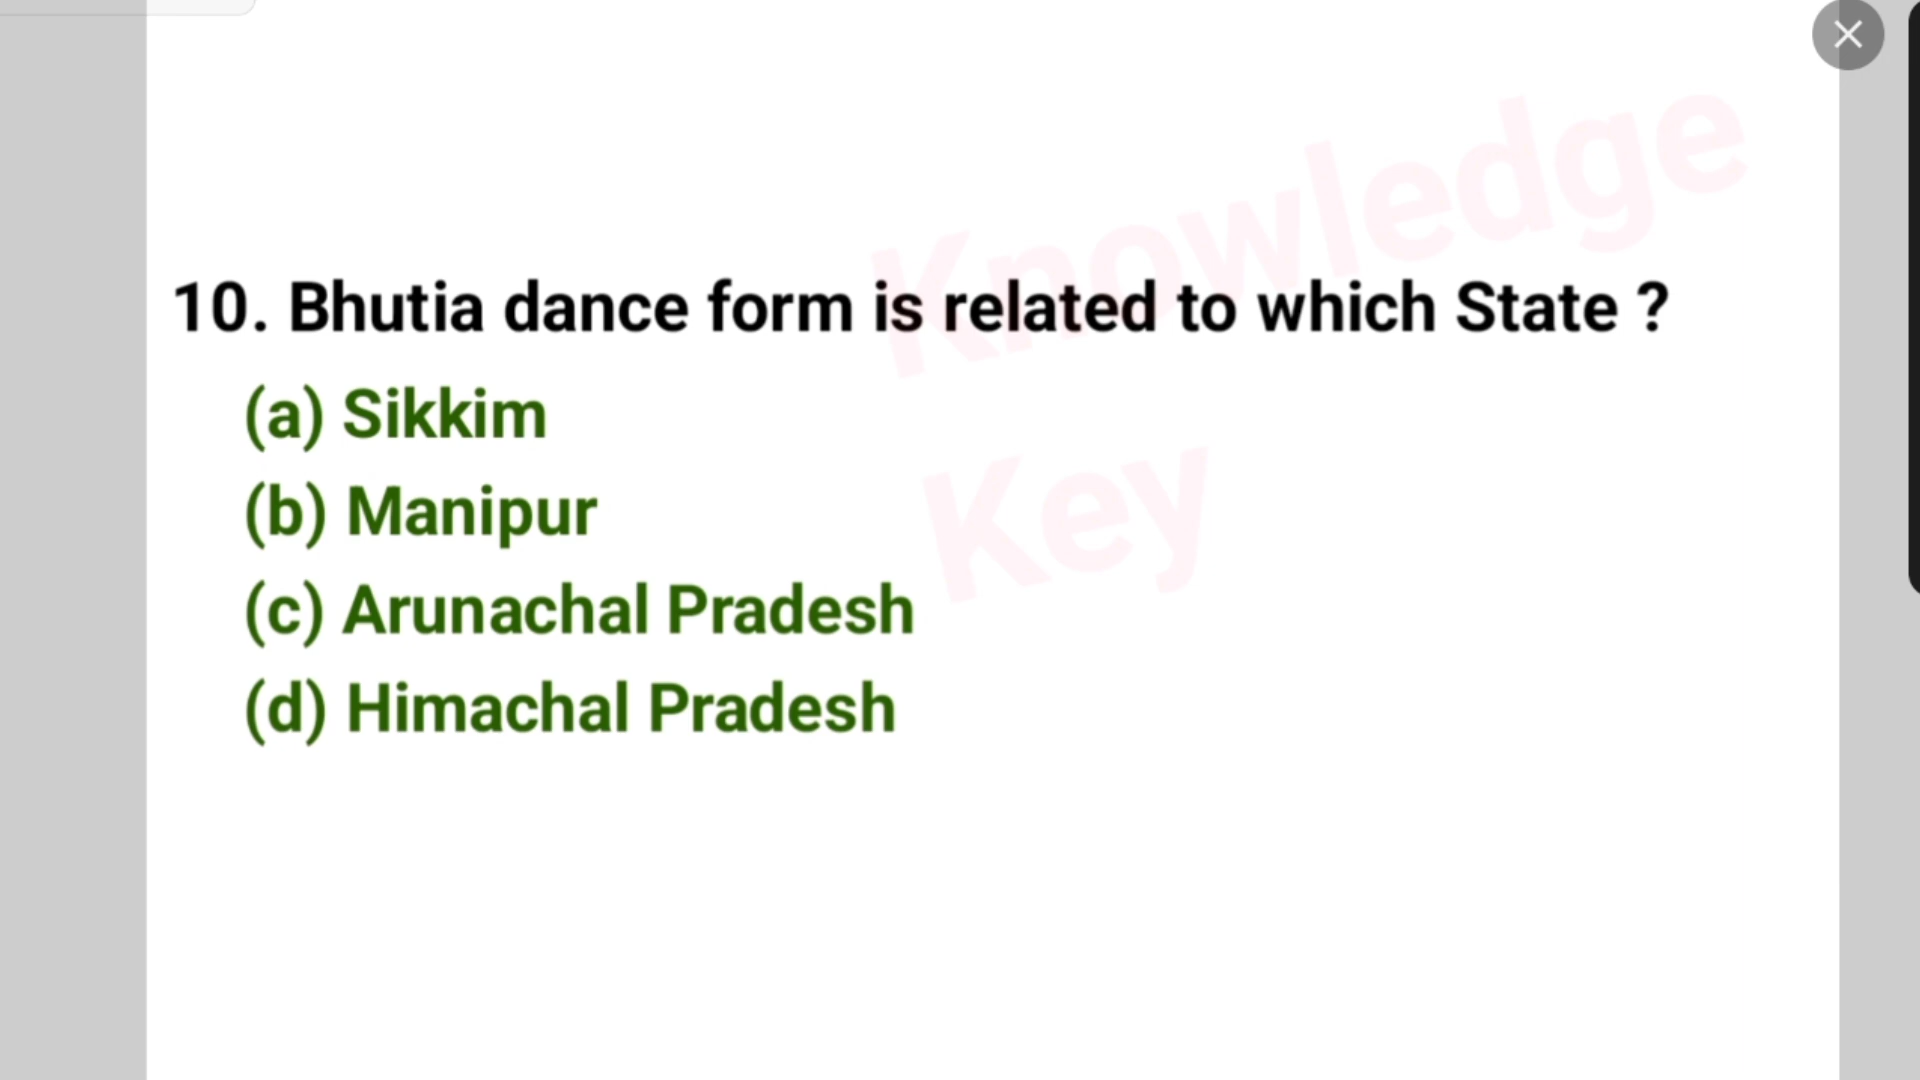 Knowledge
10. Bhutia dance form is related to which State ?
(a) Sikkim
(b) Manipur
Key
(c) Arunachal Pradesh
(d) Himachal Pradesh